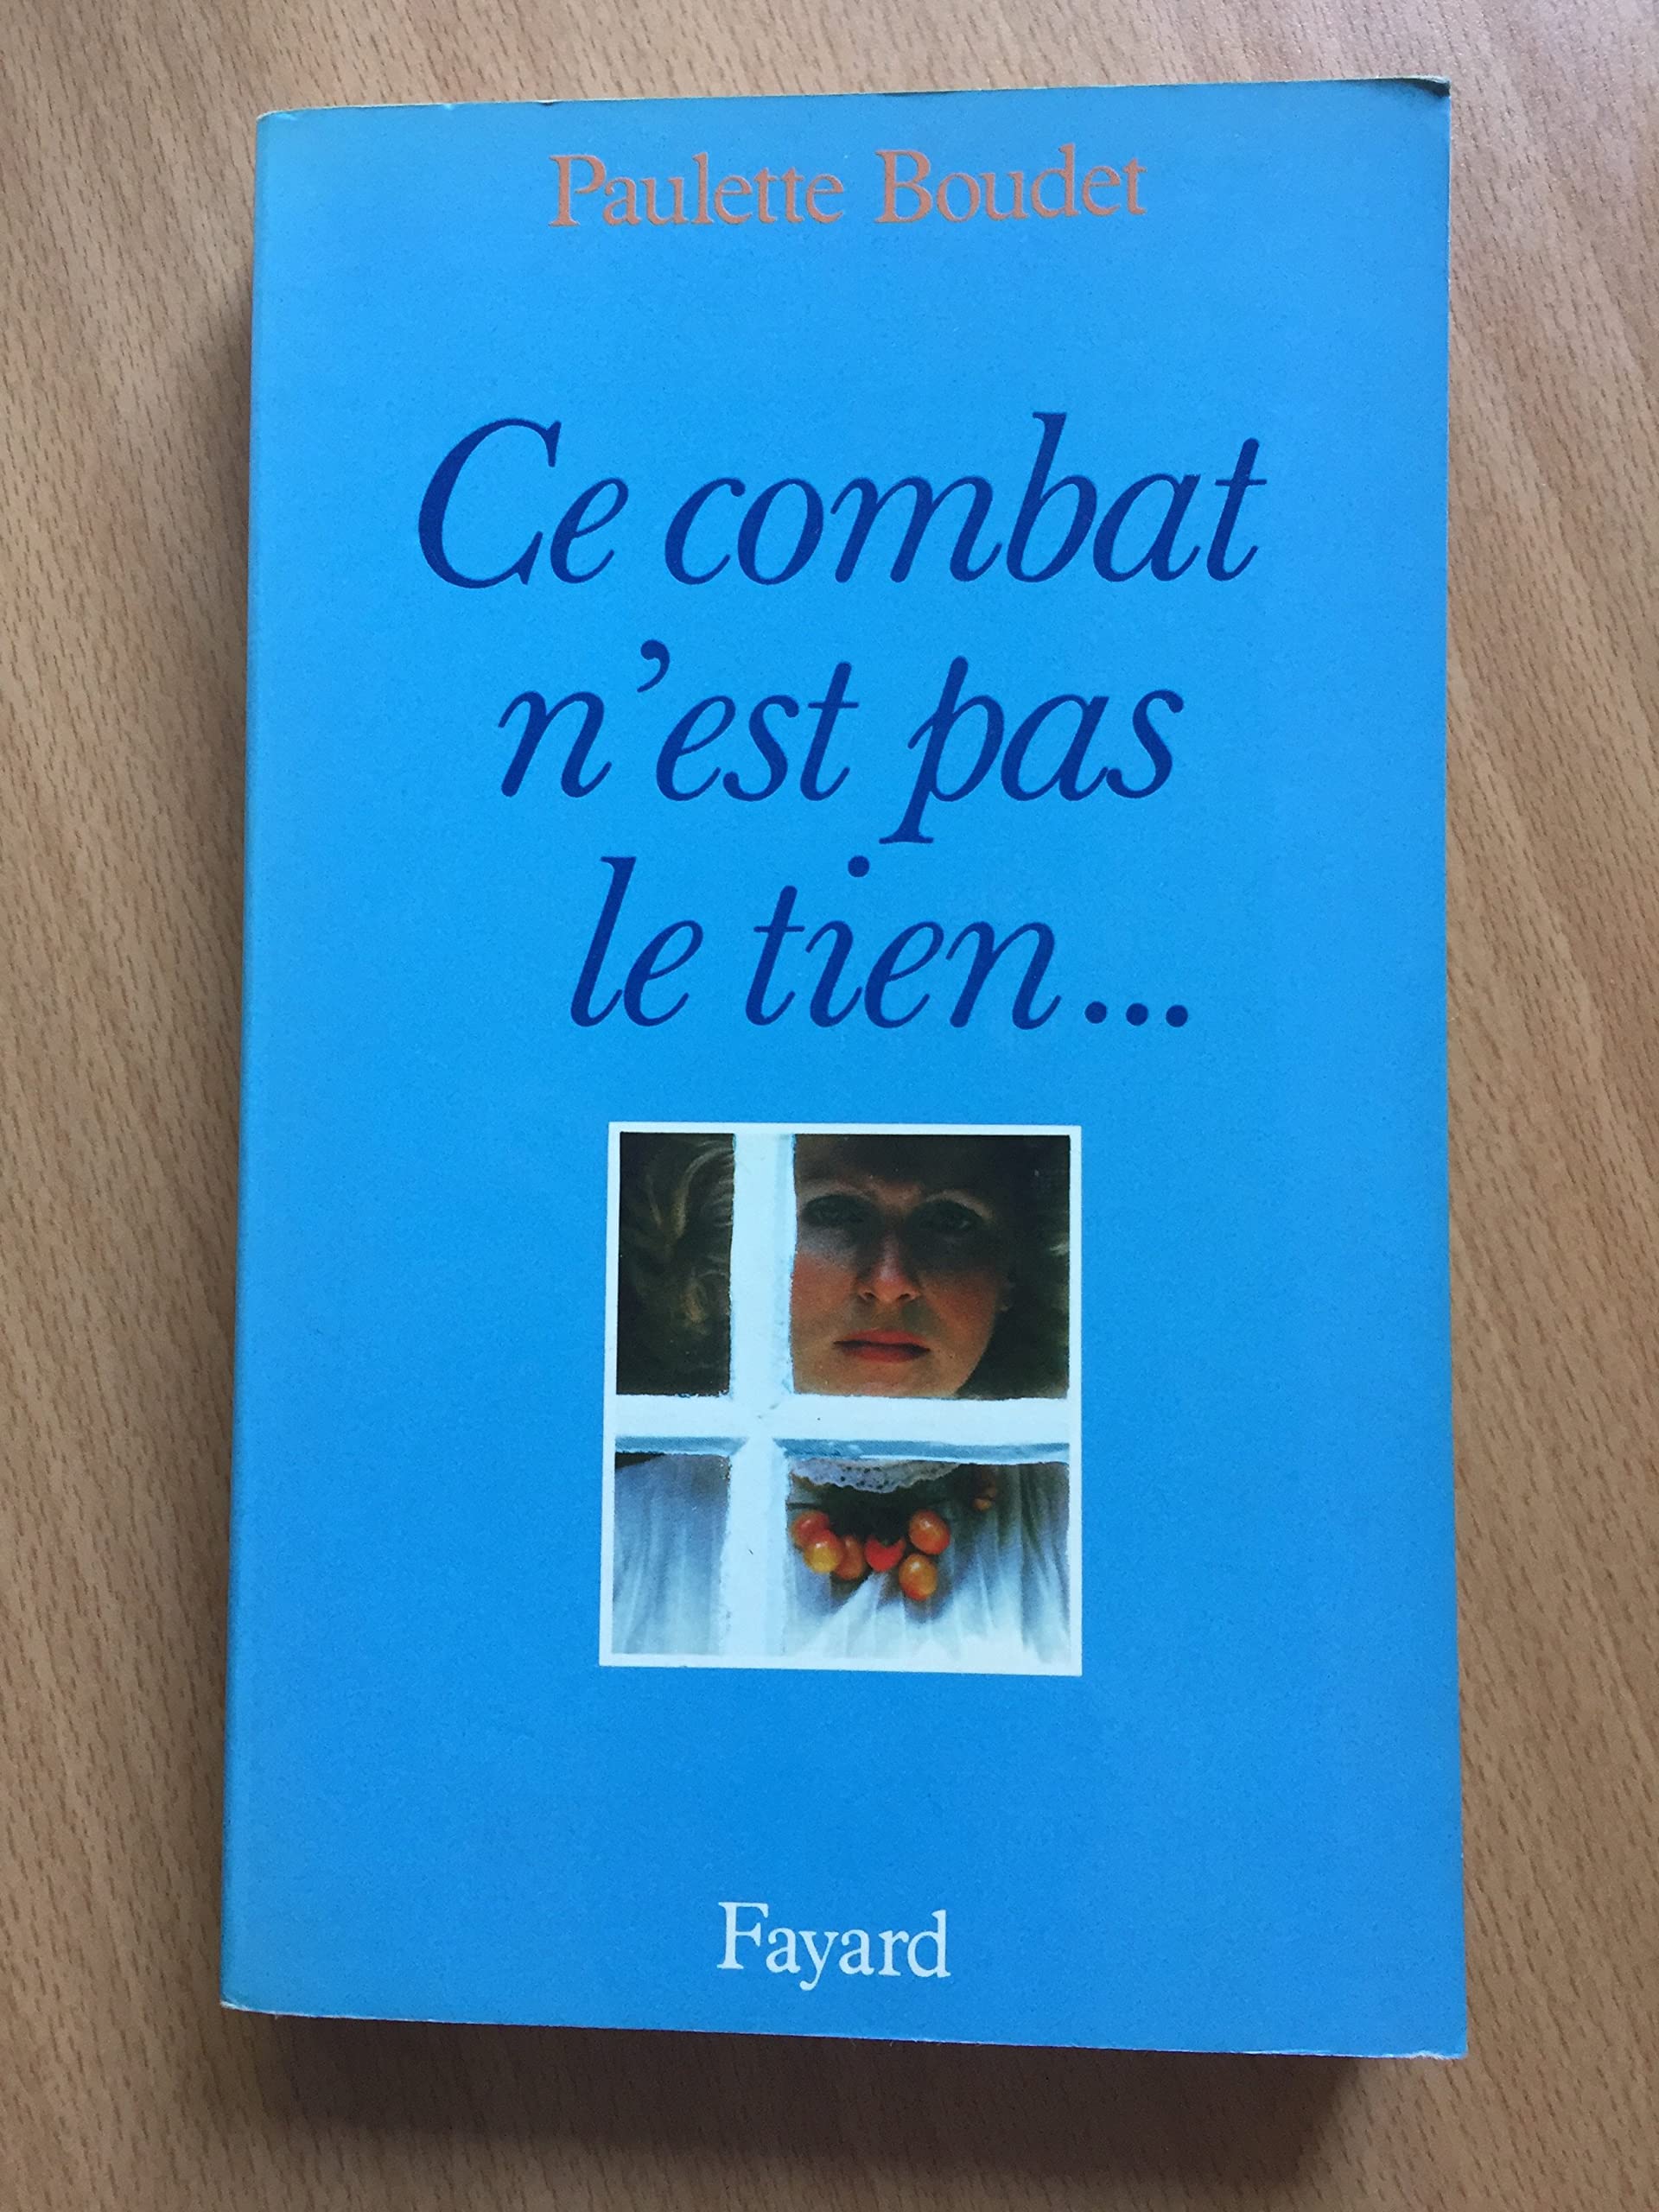 Paulette Boudet
Ce combat
n'est pas
le tien...
Fayard